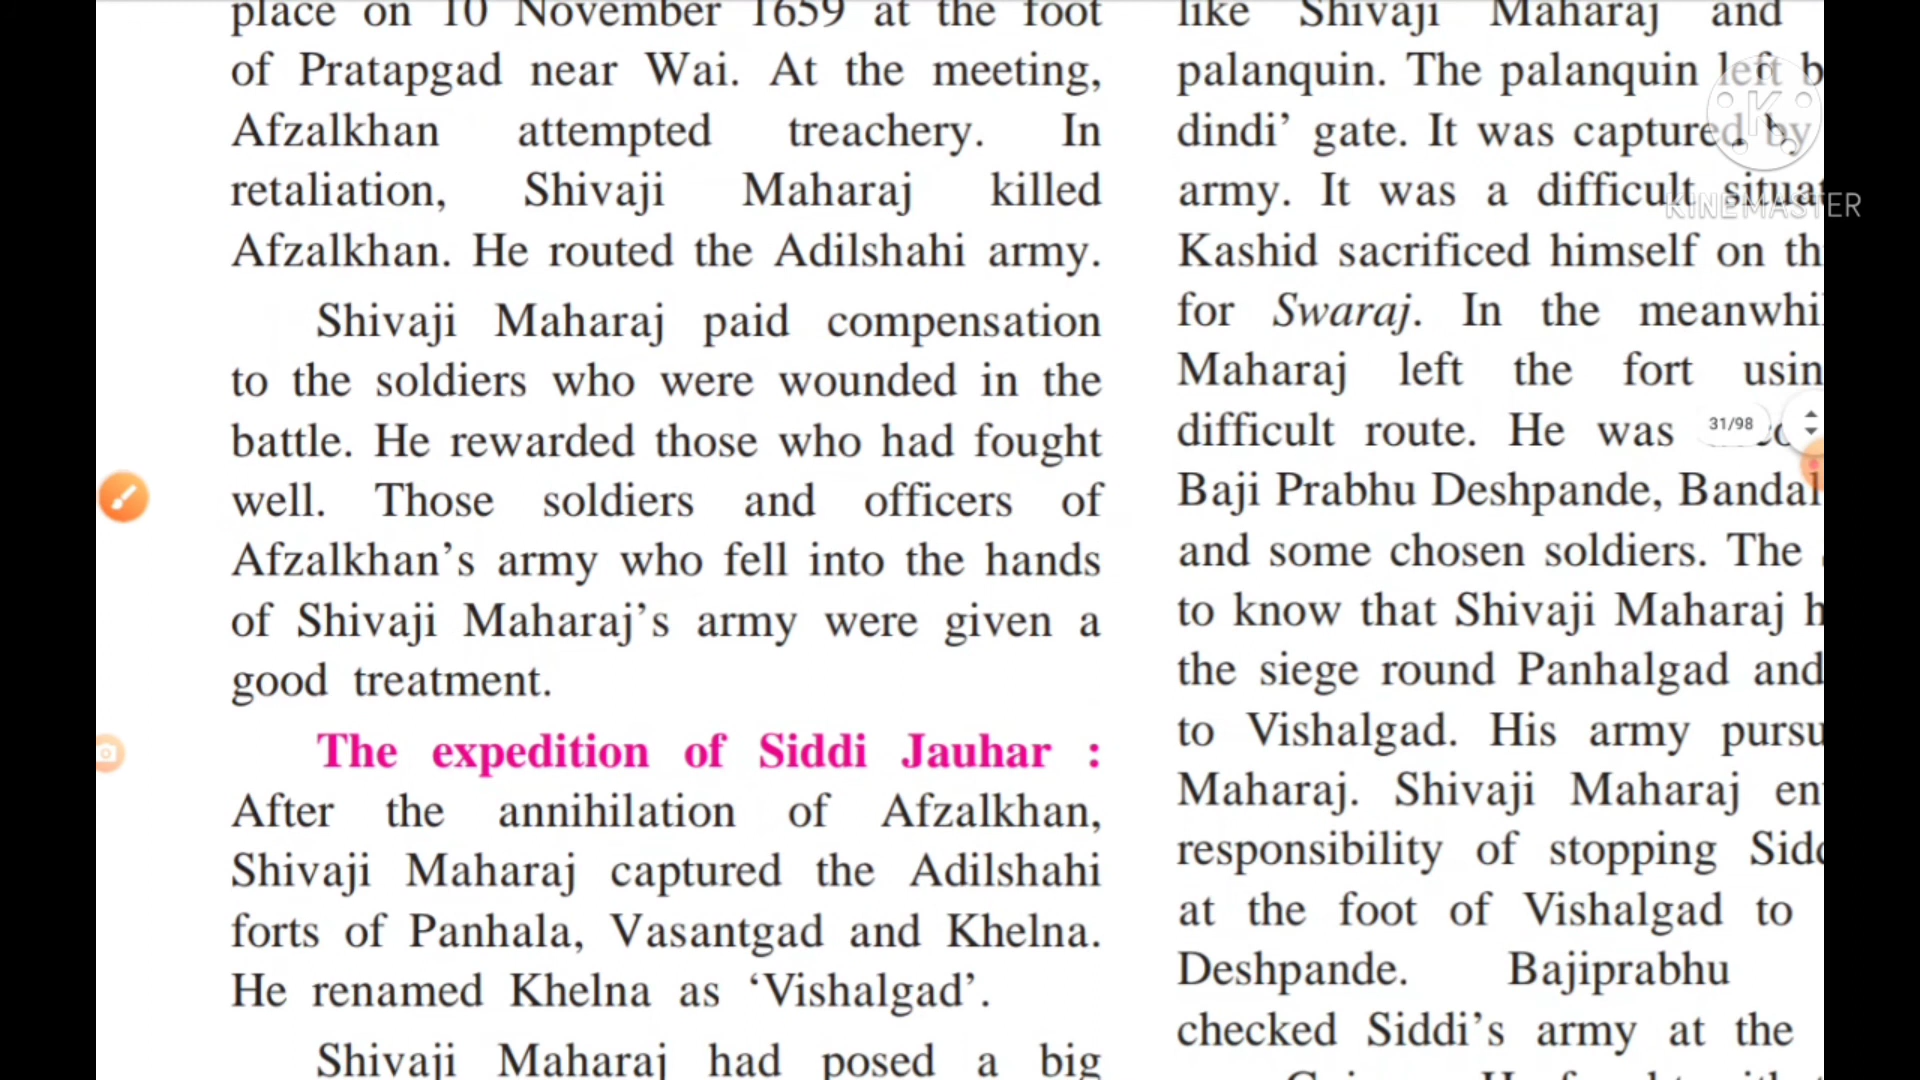 place on 10 November 1659 at the foot
of Pratapgad near Wai. At the meeting,
Afzalkhan attempted treachery. In
retaliation, Shivaji Maharaj killed
Afzalkhan. He routed the Adilshahi army.
Shivaji Maharaj paid compensation
to the soldiers who were wounded in the
battle. He rewarded those who had fought
well. Those soldiers and officers of
Afzalkhan’s army who fell into the hands
of Shivaji Maharaj’s army were given a
good treatment.
The expedition of Siddi Jauhar :
After the annihilation of Afzalkhan,
Shivaji Maharaj captured the Adilshahi
forts of Panhala, Vasantgad and Khelna.
He renamed Khelna as ‘Vishalgad’.
Shivaji Maharaj had posed a big
like Shivaji Maharaj and
palanquin. The palanquin left
dindi’ gate. It was captured by
army. It was a difficult
Kashid sacrificed himself on
for Swaraj. In the
Maharaj left the fort
difficult route. He was
Baji Prabhu Deshpande, Bandal
and some chosen soldiers. The
to know that Shivaji Maharaj
the siege round Panhalgad and
to Vishalgad. His army
Maharaj. Shivaji Maharaj
responsibility of stopping
at the foot of Vishalgad to
Deshpande. Bajiprabhu
checked Siddi’s army at the
K
KINEMASTER
31/98